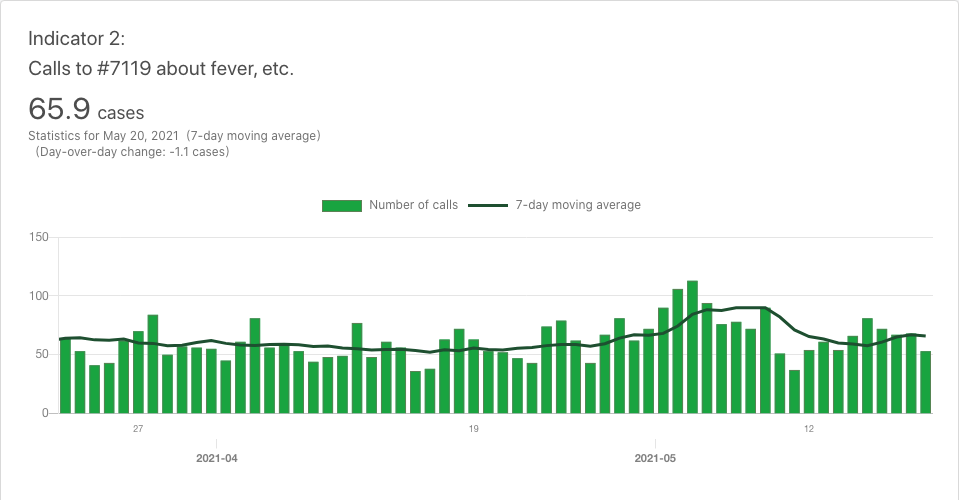 Indicator 2:
Calls to #7119 about fever, etc.
65.9 cases
Statistics for May 20, 2021 (7-day moving average)
(Day-over-day change: -1.1 cases)
Number of calls 7-day moving average
150
100
50
0
27 19 12
2021-04 2021-05